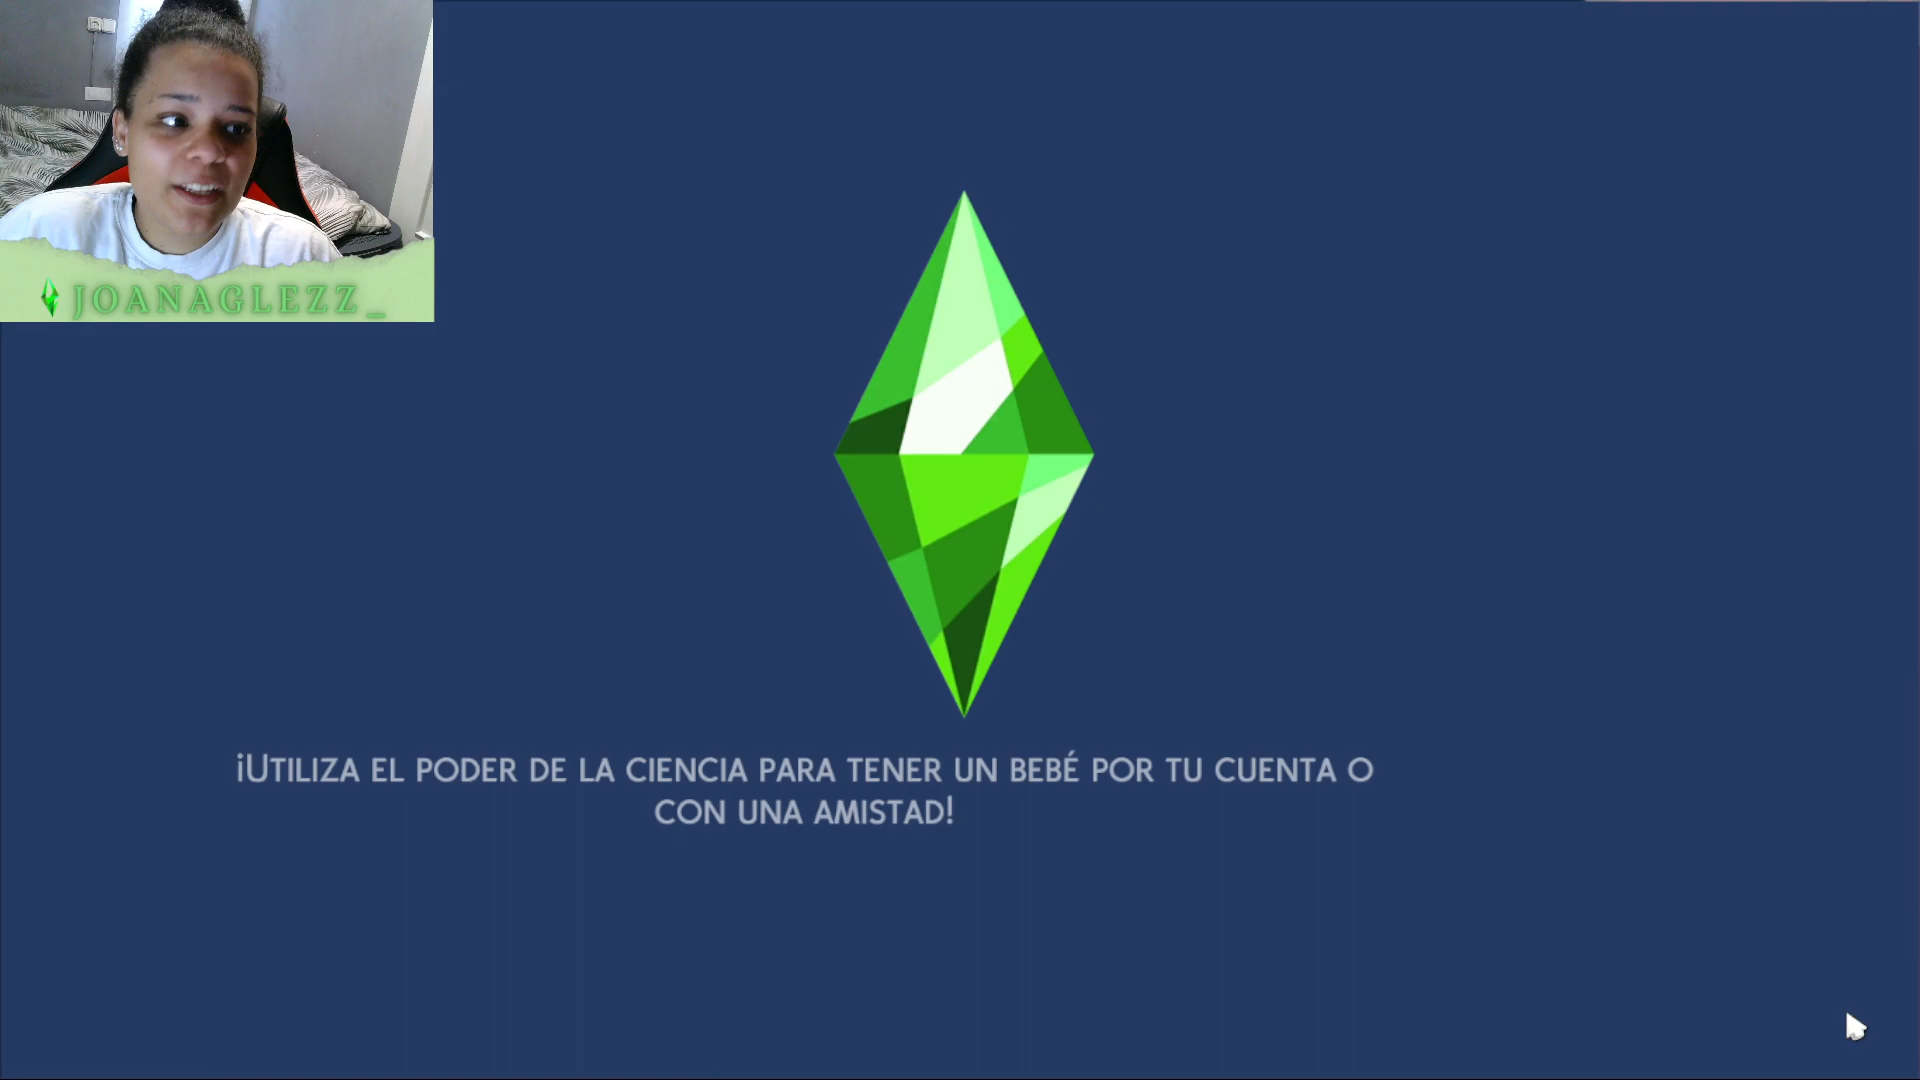 JOANAGLEZZ_
¡UTILIZA EL PODER DE LA CIENCIA PARA TENER UN BEBÉ POR TU CUENTA O
CON UNA AMISTAD!